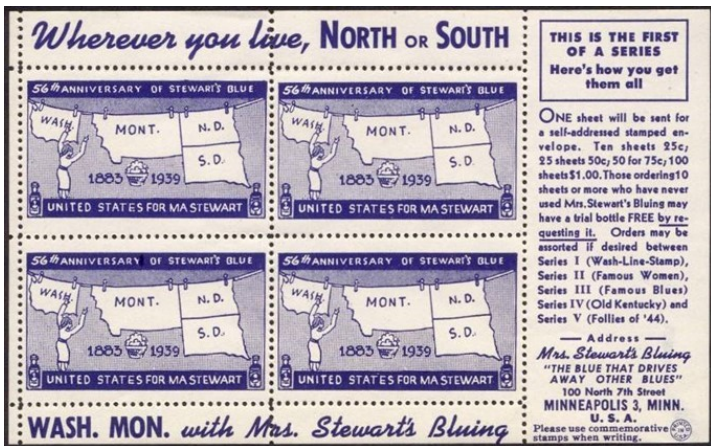 Wherever you live, NORTH OR SOUTH
56th ANNIVERSARY OF STEWART'S BLUE
WASH.
MONT.
N.D.
S.D.
1883 1939
UNITED STATES FOR MA STEWART
56th ANNIVERSARY OF STEWART'S BLUE
WASH.
MONT.
N.D.
S.D.
1883 1939
UNITED STATES FOR MA STEWART
56th ANNIVERSARY OF STEWART'S BLUE
WASH.
MONT.
N.D.
S.D.
1883 1939
UNITED STATES FOR MA STEWART
56th ANNIVERSARY OF STEWART'S BLUE
WASH.
MONT.
N.D.
S.D.
1883 1939
UNITED STATES FOR MA STEWART
WASH. MON. with Mrs. Stewart's Bluing
THIS IS THE FIRST
OF A SERIES
Here's how you get
them all
ONE sheet will be sent for
a self-addressed stamped en-
velope. Ten sheets 25c;
25 sheets 50c; 50 for 75c; 100
sheets $1.00. Those ordering 10
sheets or more who have never
used Mrs. Stewart's Bluing may
have a trial bottle FREE by re-
questing it. Orders may be
assorted if desired between
Series I (Wash-Line-Stamp),
Series II (Famous Women),
Series III (Famous Blues)
Series IV (Old Kentucky) and
Series V (Follies of '44).
Address
Mrs. Stewart's Bluing
"THE BLUE THAT DRIVES
AWAY OTHER BLUES"
100 North 7th Street
MINNEAPOLIS 3, MINN.
U. S. A.
Please use commemorative
stamps when writing.